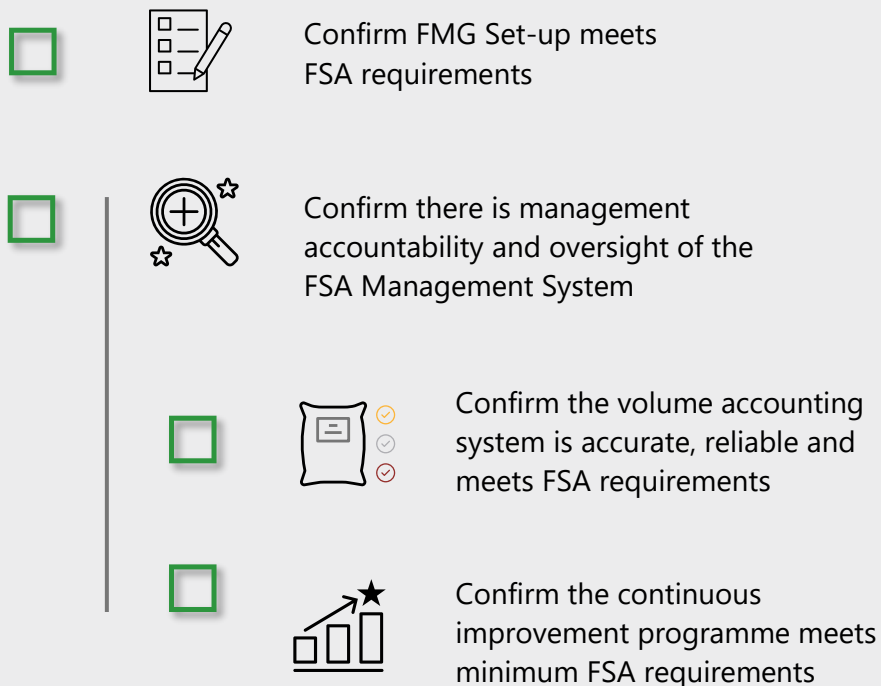 Confirm FMG Set-up meets
FSA requirements
Confirm there is management
accountability and oversight of the
FSA Management System
Confirm the volume accounting
system is accurate, reliable and
meets FSA requirements
Confirm the continuous
improvement programme meets
minimum FSA requirements